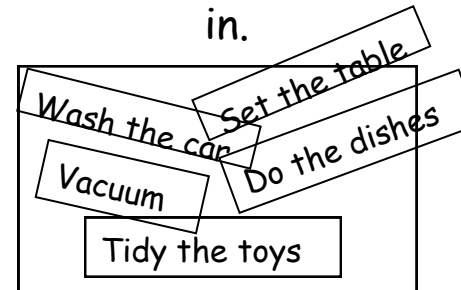 in.
Set the table
Wash the car
Do the dishes
Vacuum
Tidy the toys